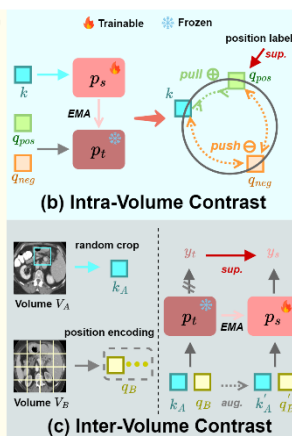 Trainable Frozen
position label
k
p_s
pull ⊕
sup.
q_pos
EMA
k
q_pos
p_t
push ⊖
q_neg
q_neg
(b) Intra-Volume Contrast
random crop
Volume V_A
k_A
y_t
sup.
y_s
position encoding
p_t
EMA
p_s
q_B
Volume V_B
k_A q_B
aug.
k'_A q'_B
(c) Inter-Volume Contrast